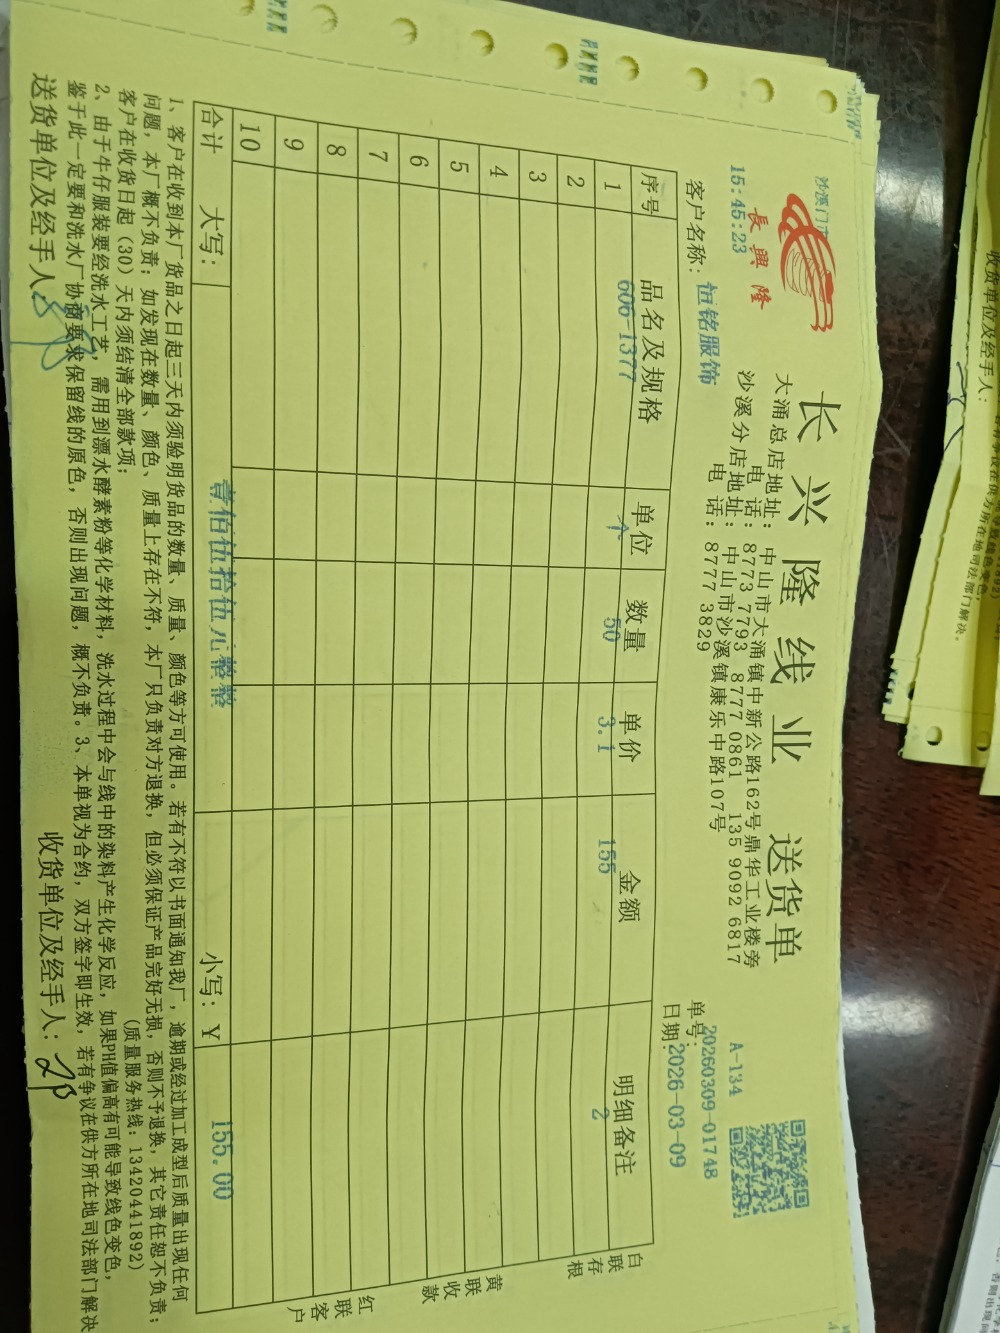 长兴隆线业 送货单
沙溪门市
長興隆
15:45:23
大涌总店地址: 中山市大涌镇中新公路162号鼎华工业楼旁
电 话: 8773 7793 8777 0861 135 9092 6817
沙溪分店地址: 中山市沙溪镇康乐中路107号
电 话: 8777 3829
A-134
单号: 20260309-01748
客户名称: 恒铭服饰
日期: 2026-03-09
序号 品名及规格 单位 数量 单价 金额 明细备注
1 606-1377 个 50 3.1 155 2
2
3
4
5
6
7
8
9
10
合计 大写: 壹佰伍拾伍元整整 小写: ¥ 155.00
白联存根
黄联收款
红联客户
1、客户在收到本厂货品之日起三天内须验明货品的数量、质量、颜色等方可使用。若有不符以书面通知我厂,逾期或经过加工成型后质量出现任何
问题,本厂概不负责;如发现在数量、颜色、质量上存在不符,本厂只负责对方退换,但必须保证产品完好无损,否则不予退换,其它责任恕不负责;
客户在收货日起(30)天内须结清全部款项; (质量服务热线:13420441892)
2、由于牛仔服装要经洗水工艺,需用到漂水酵素粉等化学材料,洗水过程中会与线中的染料产生化学反应,如果PH值偏高有可能导致线色变色,
鉴于此一定要和洗水厂协商要求保留线的原色,否则出现问题,概不负责。3、本单视为合约,双方签字即生效,若有争议在供方所在地司法部门解决
送货单位及经手人: 收货单位及经手人:
收货单位及经手人: